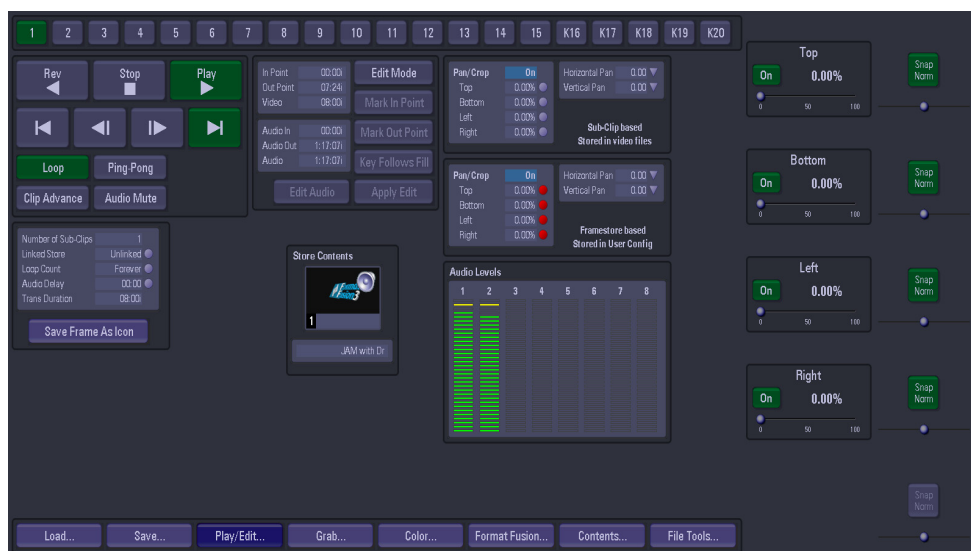 1 2 3 4 5 6 7 8 9 10 11 12 13 14 15 K16 K17 K18 K19 K20
Rev Stop Play
Loop Ping-Pong
Clip Advance Audio Mute
In Point 00:00i
Out Point 07:24i
Video 08:00i
Audio In 00:00i
Audio Out 1:17:07i
Audio 1:17:07i
Edit Mode
Mark In Point
Mark Out Point
Key Follows Fill
Edit Audio Apply Edit
Pan/Crop On
Top 0.00%
Bottom 0.00%
Left 0.00%
Right 0.00%
Horizontal Pan 0.00
Vertical Pan 0.00
Sub-Clip based
Stored in video files
Pan/Crop On
Top 0.00%
Bottom 0.00%
Left 0.00%
Right 0.00%
Horizontal Pan 0.00
Vertical Pan 0.00
Framestore based
Stored in User Config
Number of Sub-Clips 1
Linked Store Unlinked
Loop Count Forever
Audio Delay 00:00
Trans Duration 08:00i
Save Frame As Icon
Store Contents
1
JAM with Dr
Audio Levels
1 2 3 4 5 6 7 8
Top
On 0.00%
0 50 100
Snap
Norm
Bottom
On 0.00%
0 50 100
Snap
Norm
Left
On 0.00%
0 50 100
Snap
Norm
Right
On 0.00%
0 50 100
Snap
Norm
Snap
Norm
Load... Save... Play/Edit... Grab... Color... Format Fusion... Contents... File Tools...